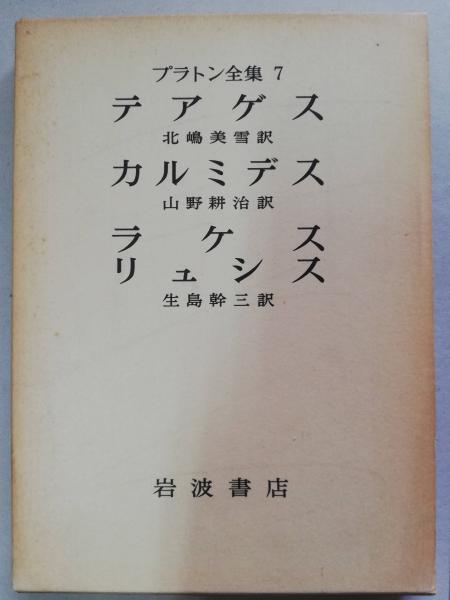 プラトン全集 7
テアゲス
北嶋美雪訳
カルミデス
山野耕治訳
ラケス
リュシス
生島幹三訳
岩波書店